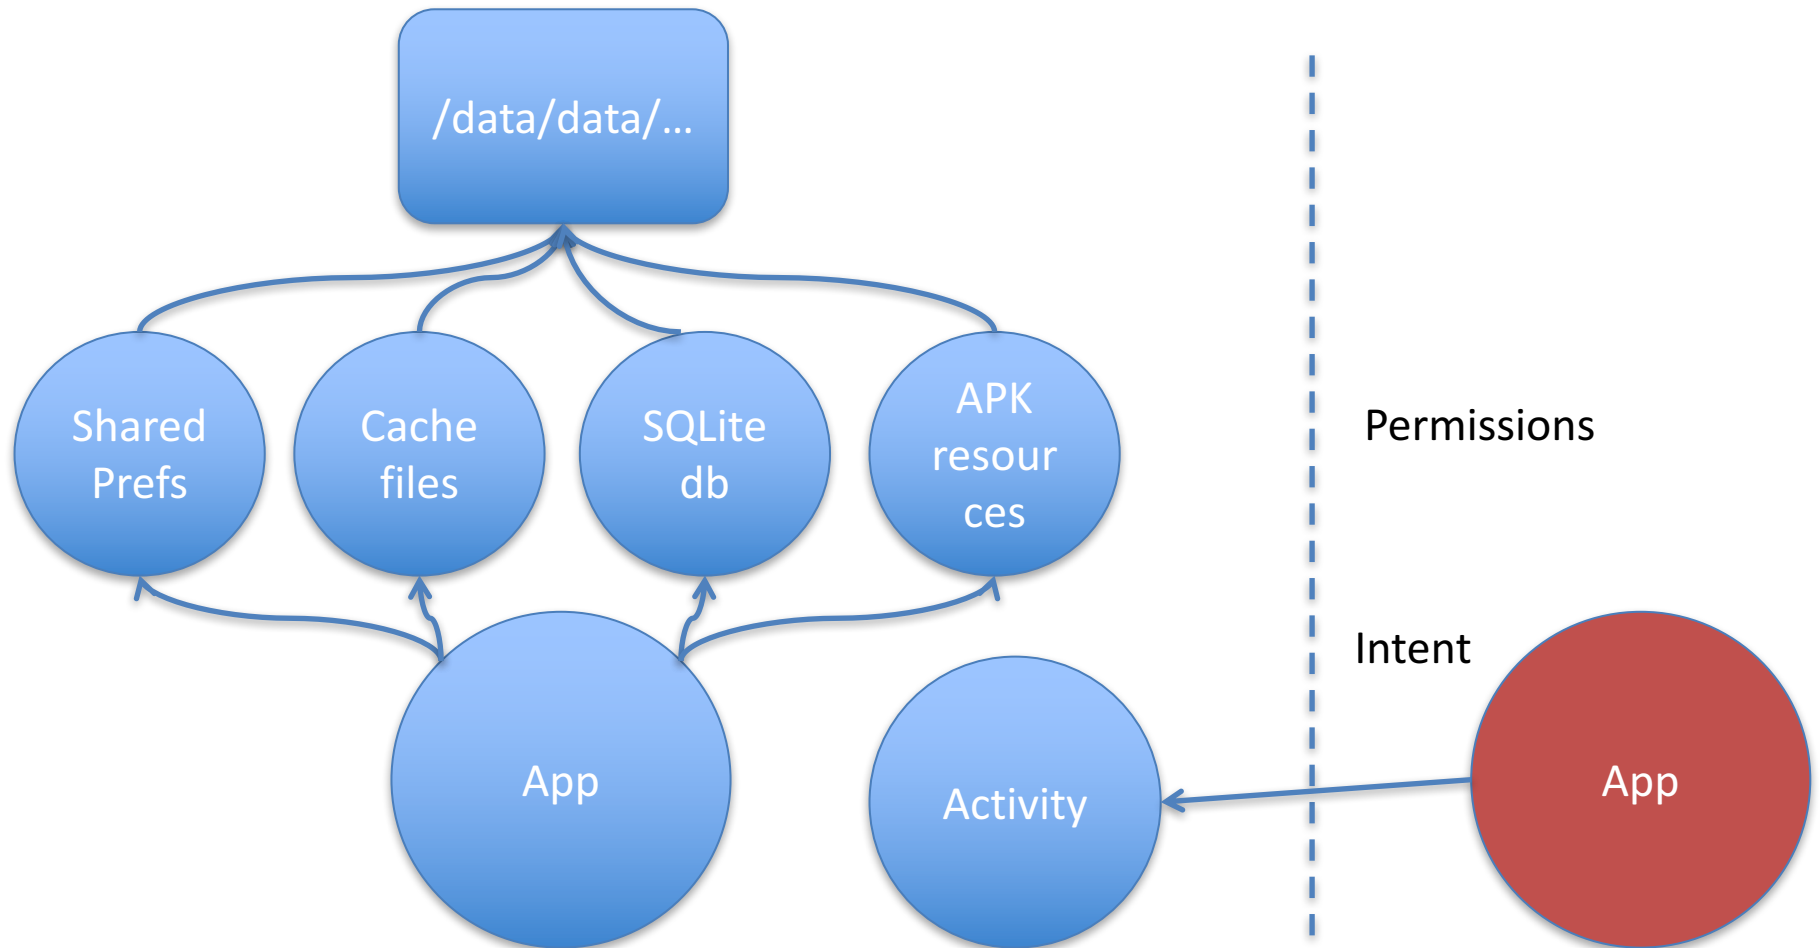 /data/data/...
Shared
Prefs
Cache
files
SQLite
db
APK
resour
ces
Permissions
Intent
App
Activity
App